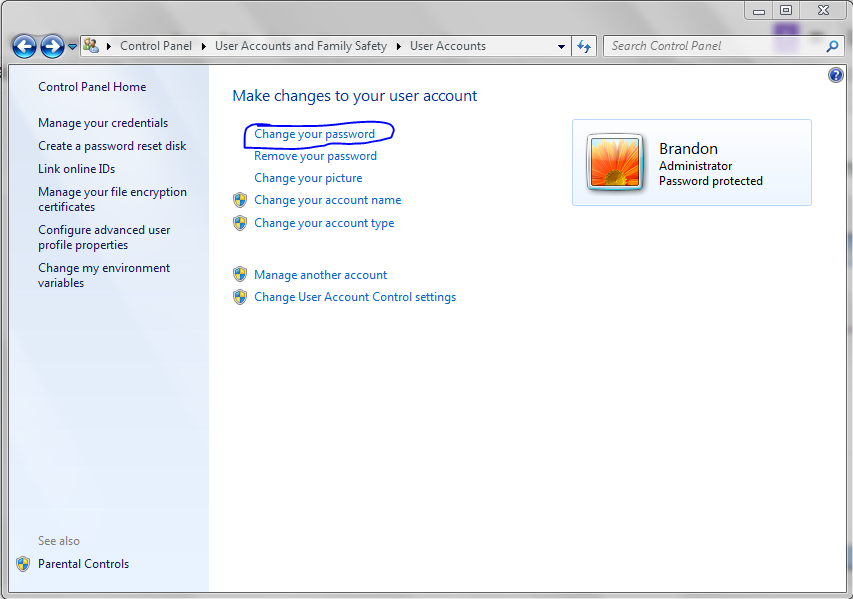 Control Panel User Accounts and Family Safety User Accounts Search Control Panel
Control Panel Home
Manage your credentials
Create a password reset disk
Link online IDs
Manage your file encryption
certificates
Configure advanced user
profile properties
Change my environment
variables
See also
Parental Controls
Make changes to your user account
Change your password
Remove your password
Change your picture
Change your account name
Change your account type
Manage another account
Change User Account Control settings
Brandon
Administrator
Password protected